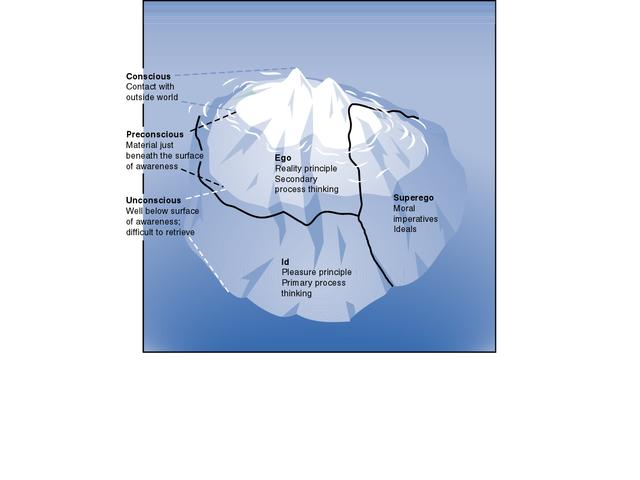 Conscious
Contact with
outside world
Preconscious
Material just
beneath the surface
of awareness
Unconscious
Well below surface
of awareness;
difficult to retrieve
Ego
Reality principle
Secondary
process thinking
Superego
Moral
imperatives
Ideals
Id
Pleasure principle
Primary process
thinking